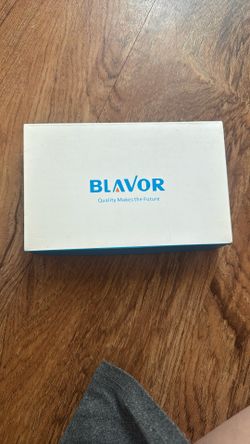 BLAVOR
Quality Makes the Future